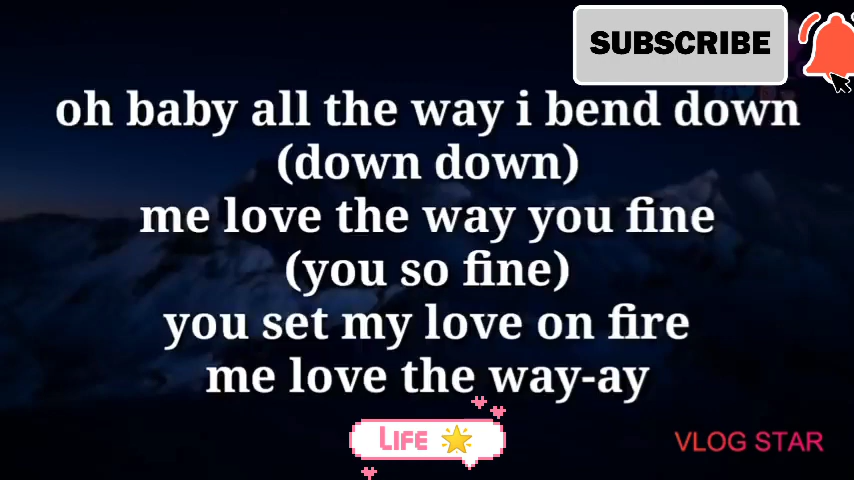 SUBSCRIBE
oh baby all the way i bend down
(down down)
me love the way you fine
(you so fine)
you set my love on fire
me love the way-ay
LIFE
VLOG STAR